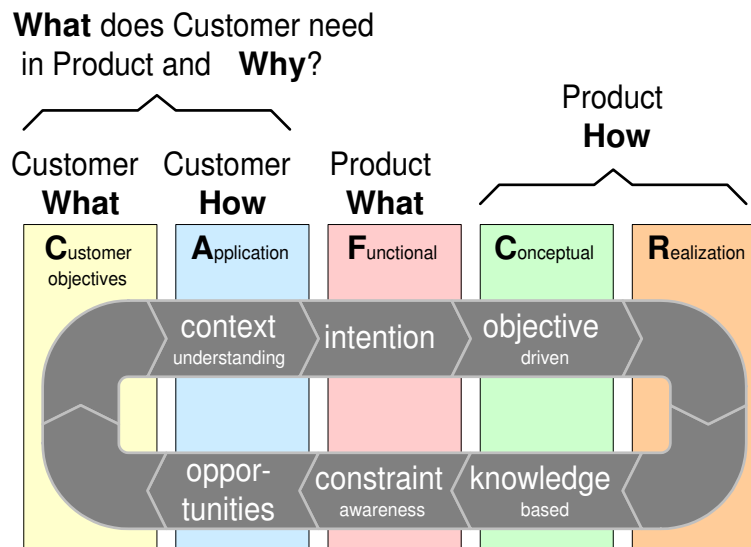 What does Customer need
in Product and Why?
Product
How
Customer
What
Customer
How
Product
What
Customer
objectives
Application
Functional
Conceptual
Realization
context
understanding
intention
objective
driven
oppor-
tunities
constraint
awareness
knowledge
based